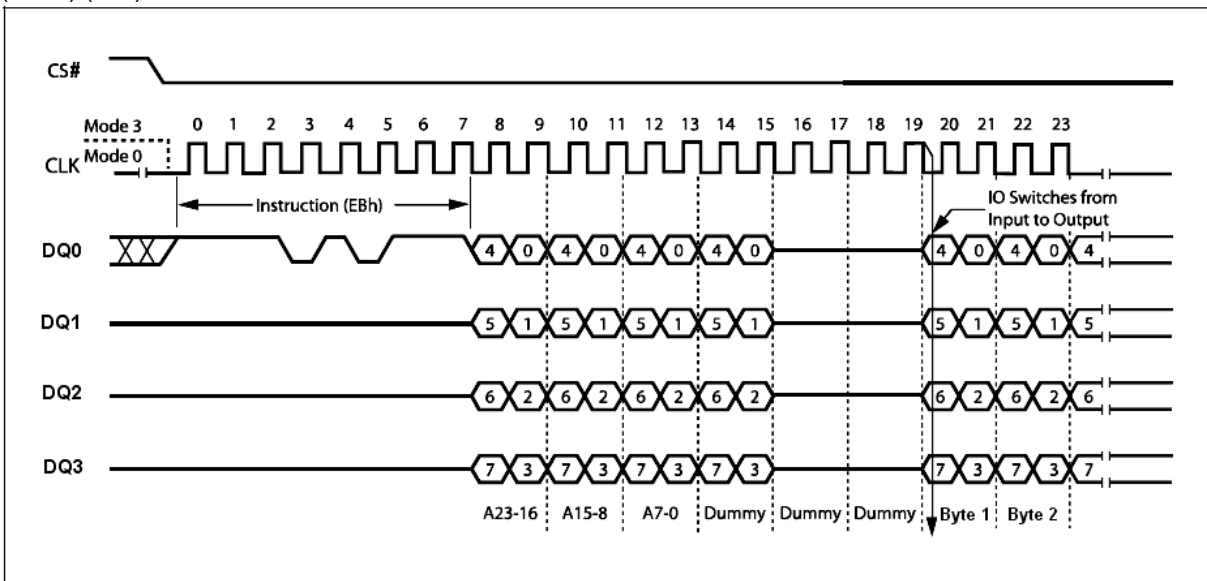 CS#
Mode 3
0 1 2 3 4 5 6 7 8 9 10 11 12 13 14 15 16 17 18 19 20 21 22 23
CLK
Mode 0
Instruction (EBh)
IO Switches from
Input to Output
DQ0
4 0 4 0 4 0 4 0 4 0 4 0 4
DQ1
5 1 5 1 5 1 5 1 5 1 5 1 5
DQ2
6 2 6 2 6 2 6 2 6 2 6 2 6
DQ3
7 3 7 3 7 3 7 3 7 3 7 3 7
A23-16 A15-8 A7-0 Dummy Dummy Dummy Byte 1 Byte 2